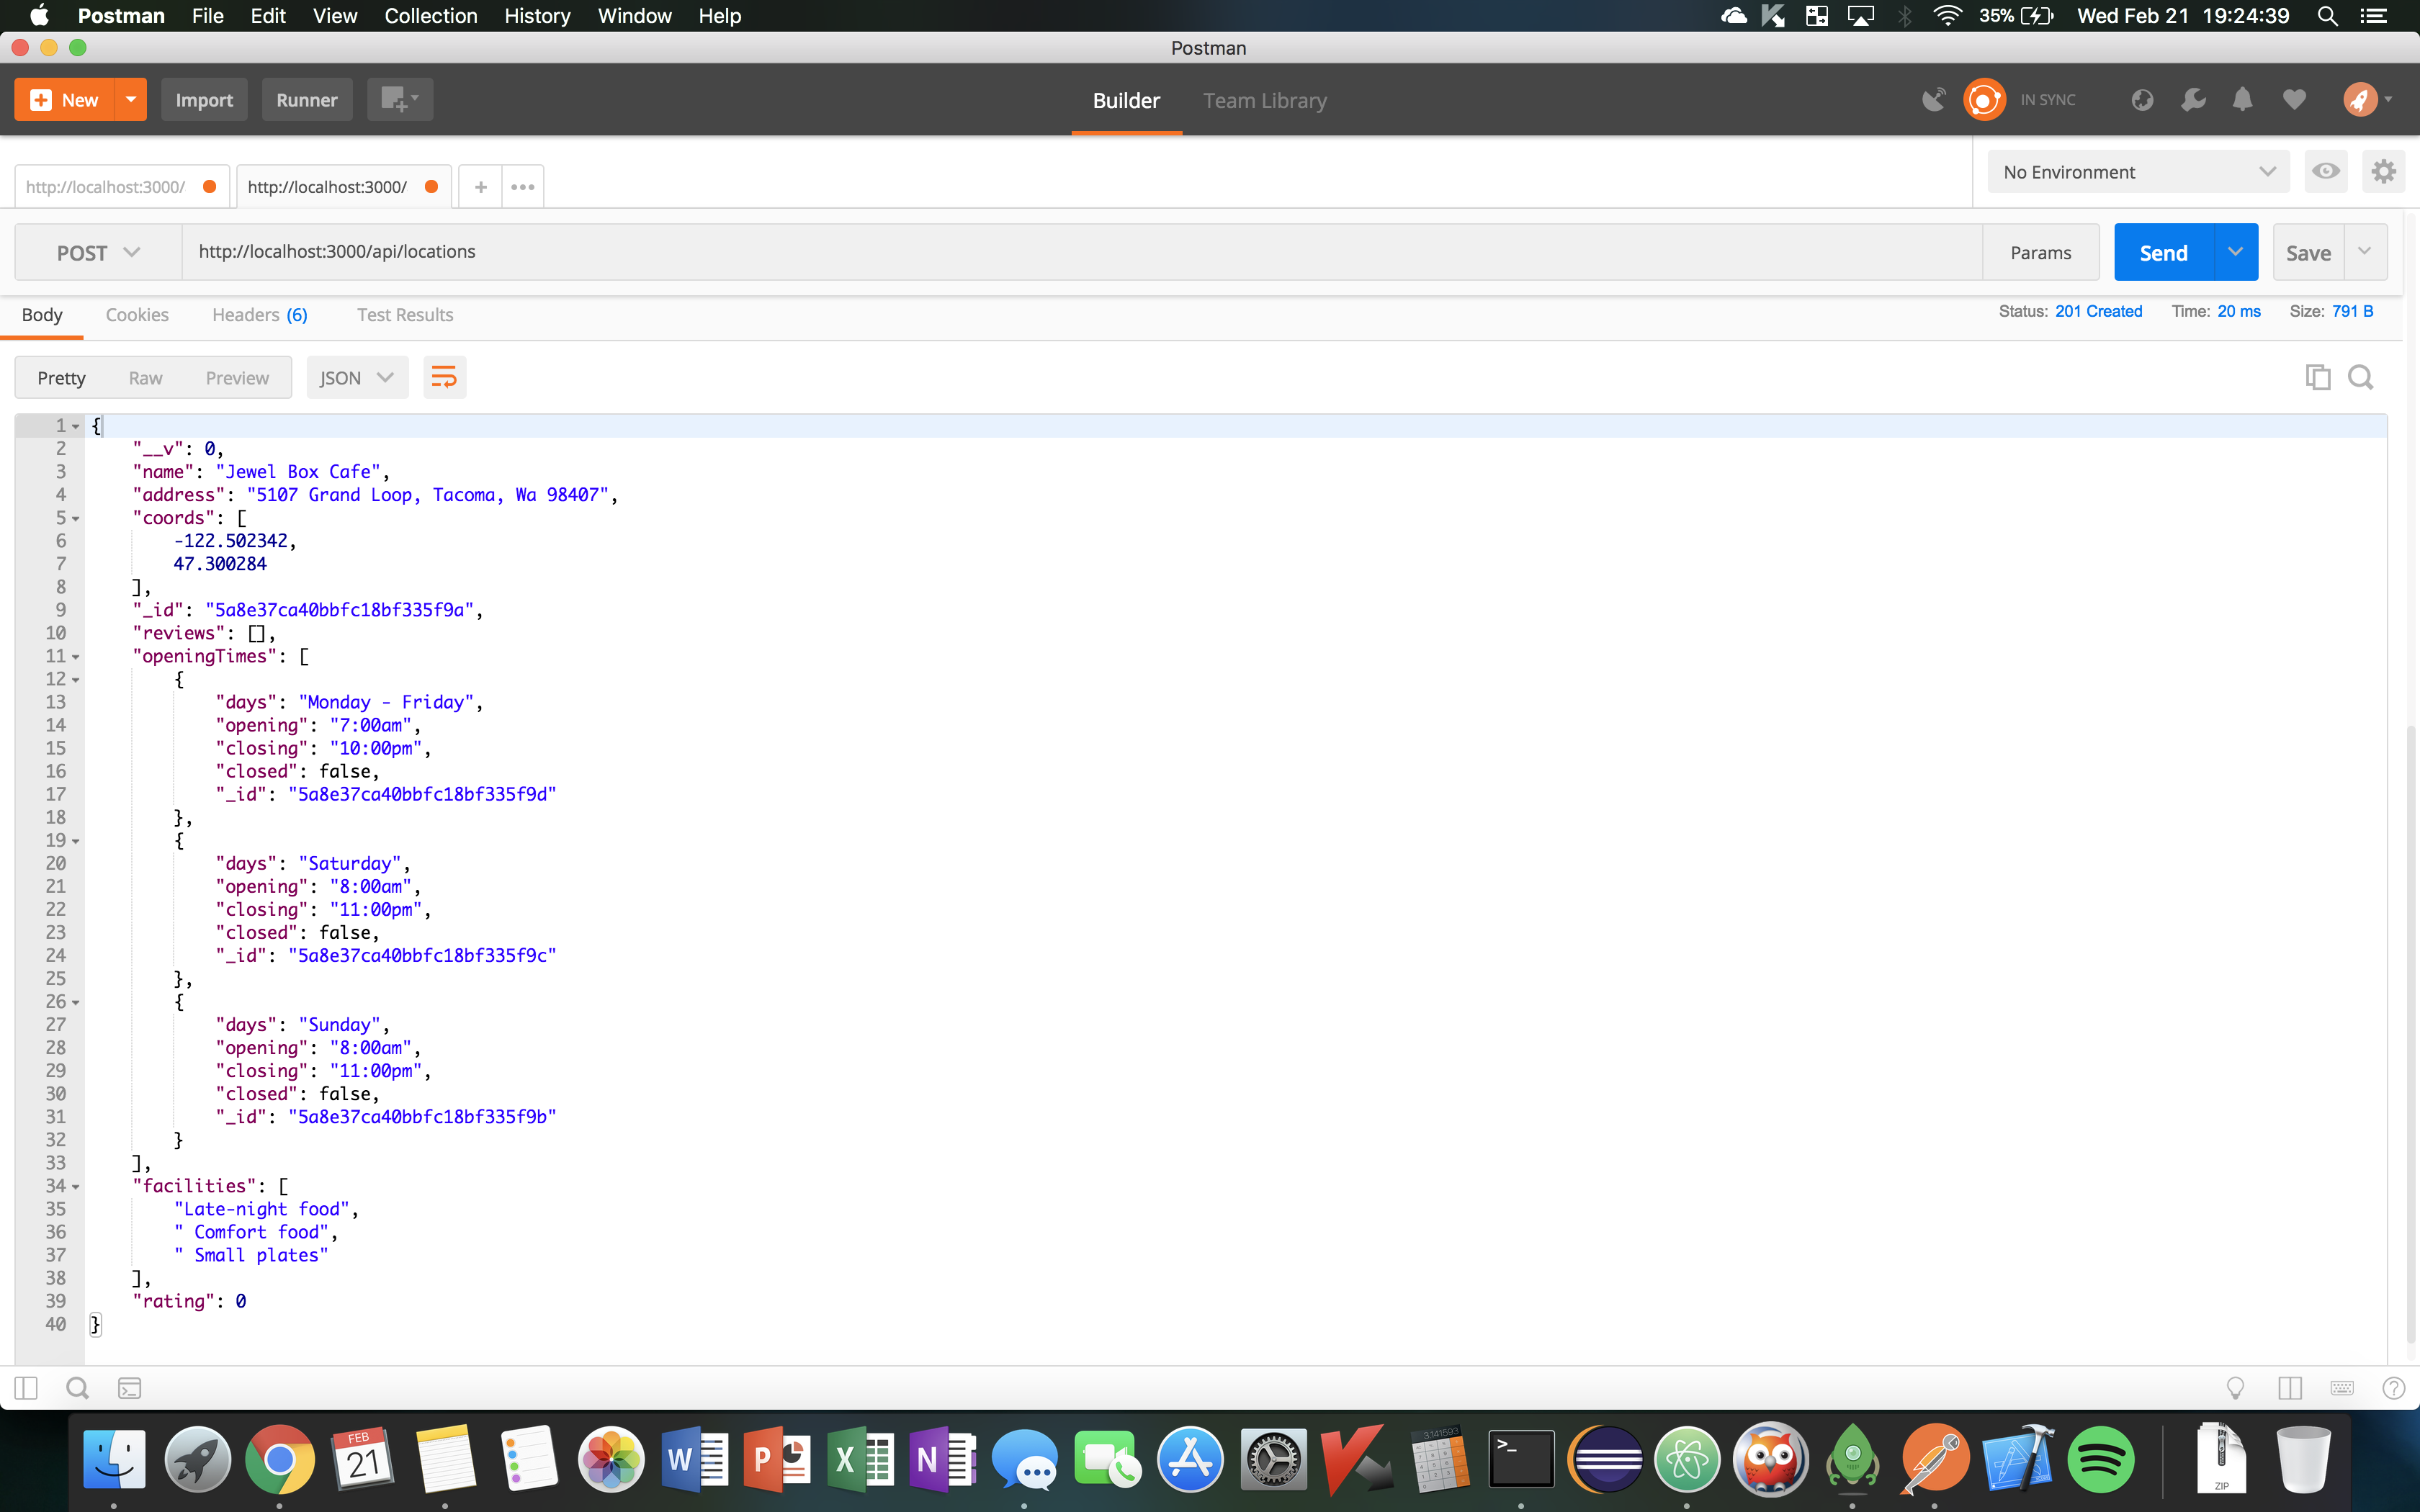 Postman File Edit View Collection History Window Help 35% Wed Feb 21 19:24:39
Postman
New Import Runner Builder Team Library IN SYNC
http://localhost:3000/ http://localhost:3000/ + ••• No Environment
POST http://localhost:3000/api/locations Params Send Save
Body Cookies Headers (6) Test Results Status: 201 Created Time: 20 ms Size: 791 B
Pretty Raw Preview JSON
1 {
2 "__v": 0,
3 "name": "Jewel Box Cafe",
4 "address": "5107 Grand Loop, Tacoma, Wa 98407",
5 "coords": [
6 -122.502342,
7 47.300284
8 ],
9 "_id": "5a8e37ca40bbfc18bf335f9a",
10 "reviews": [],
11 "openingTimes": [
12 {
13 "days": "Monday - Friday",
14 "opening": "7:00am",
15 "closing": "10:00pm",
16 "closed": false,
17 "_id": "5a8e37ca40bbfc18bf335f9d"
18 },
19 {
20 "days": "Saturday",
21 "opening": "8:00am",
22 "closing": "11:00pm",
23 "closed": false,
24 "_id": "5a8e37ca40bbfc18bf335f9c"
25 },
26 {
27 "days": "Sunday",
28 "opening": "8:00am",
29 "closing": "11:00pm",
30 "closed": false,
31 "_id": "5a8e37ca40bbfc18bf335f9b"
32 }
33 ],
34 "facilities": [
35 "Late-night food",
36 " Comfort food",
37 " Small plates"
38 ],
39 "rating": 0
40 }
FEB 3.141593
21 W P X N >_ ZIP